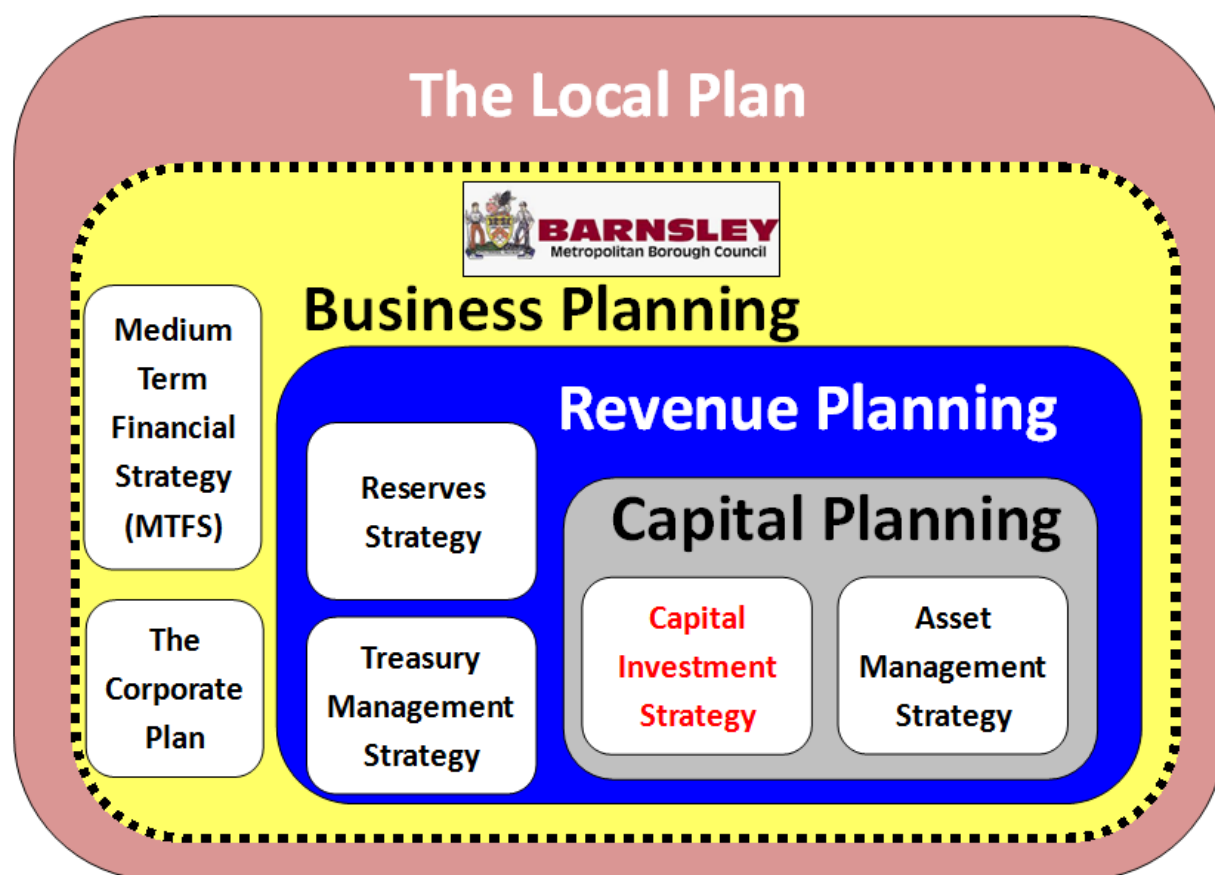 The Local Plan
BARNSLEY
Metropolitan Borough Council
Business Planning
Medium
Term
Financial
Strategy
(MTFS)
The
Corporate
Plan
Revenue Planning
Reserves
Strategy
Treasury
Management
Strategy
Capital Planning
Capital
Investment
Strategy
Asset
Management
Strategy